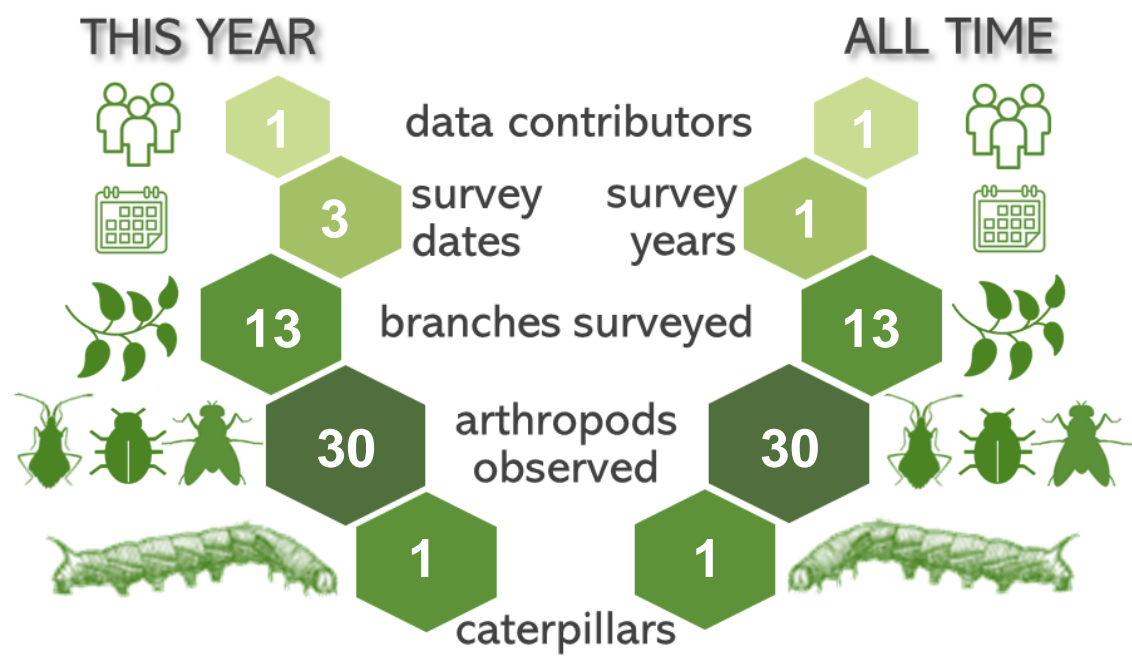 THIS YEAR
ALL TIME
1
data contributors
1
3
survey
dates
survey
years
1
13
branches surveyed
13
30
arthropods
observed
30
1
1
caterpillars